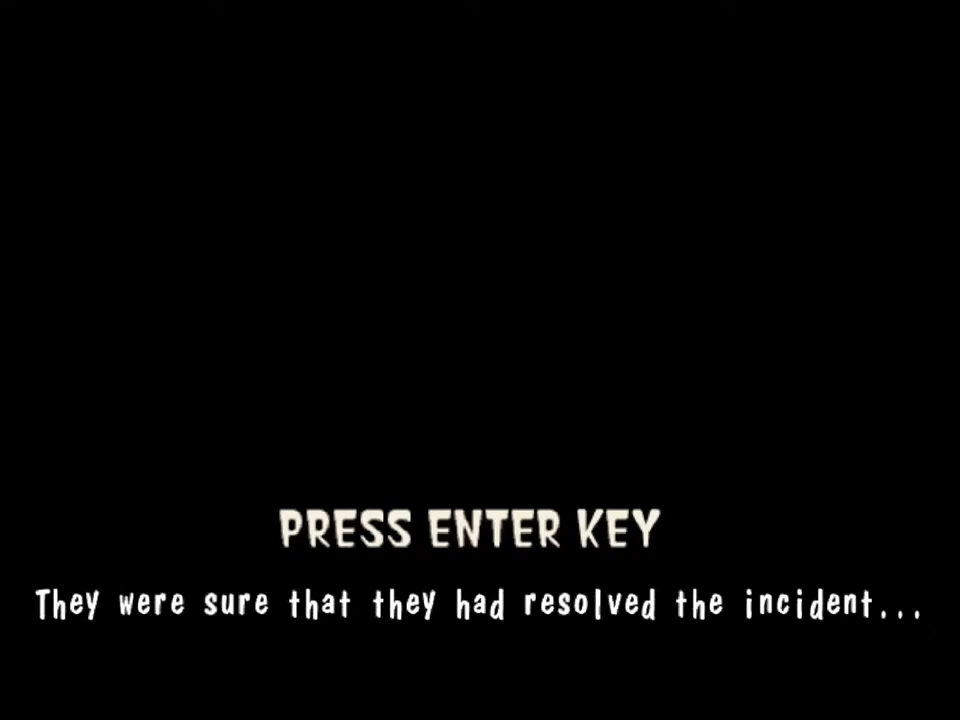 PRESS ENTER KEY
They were sure that they had resolved the incident...